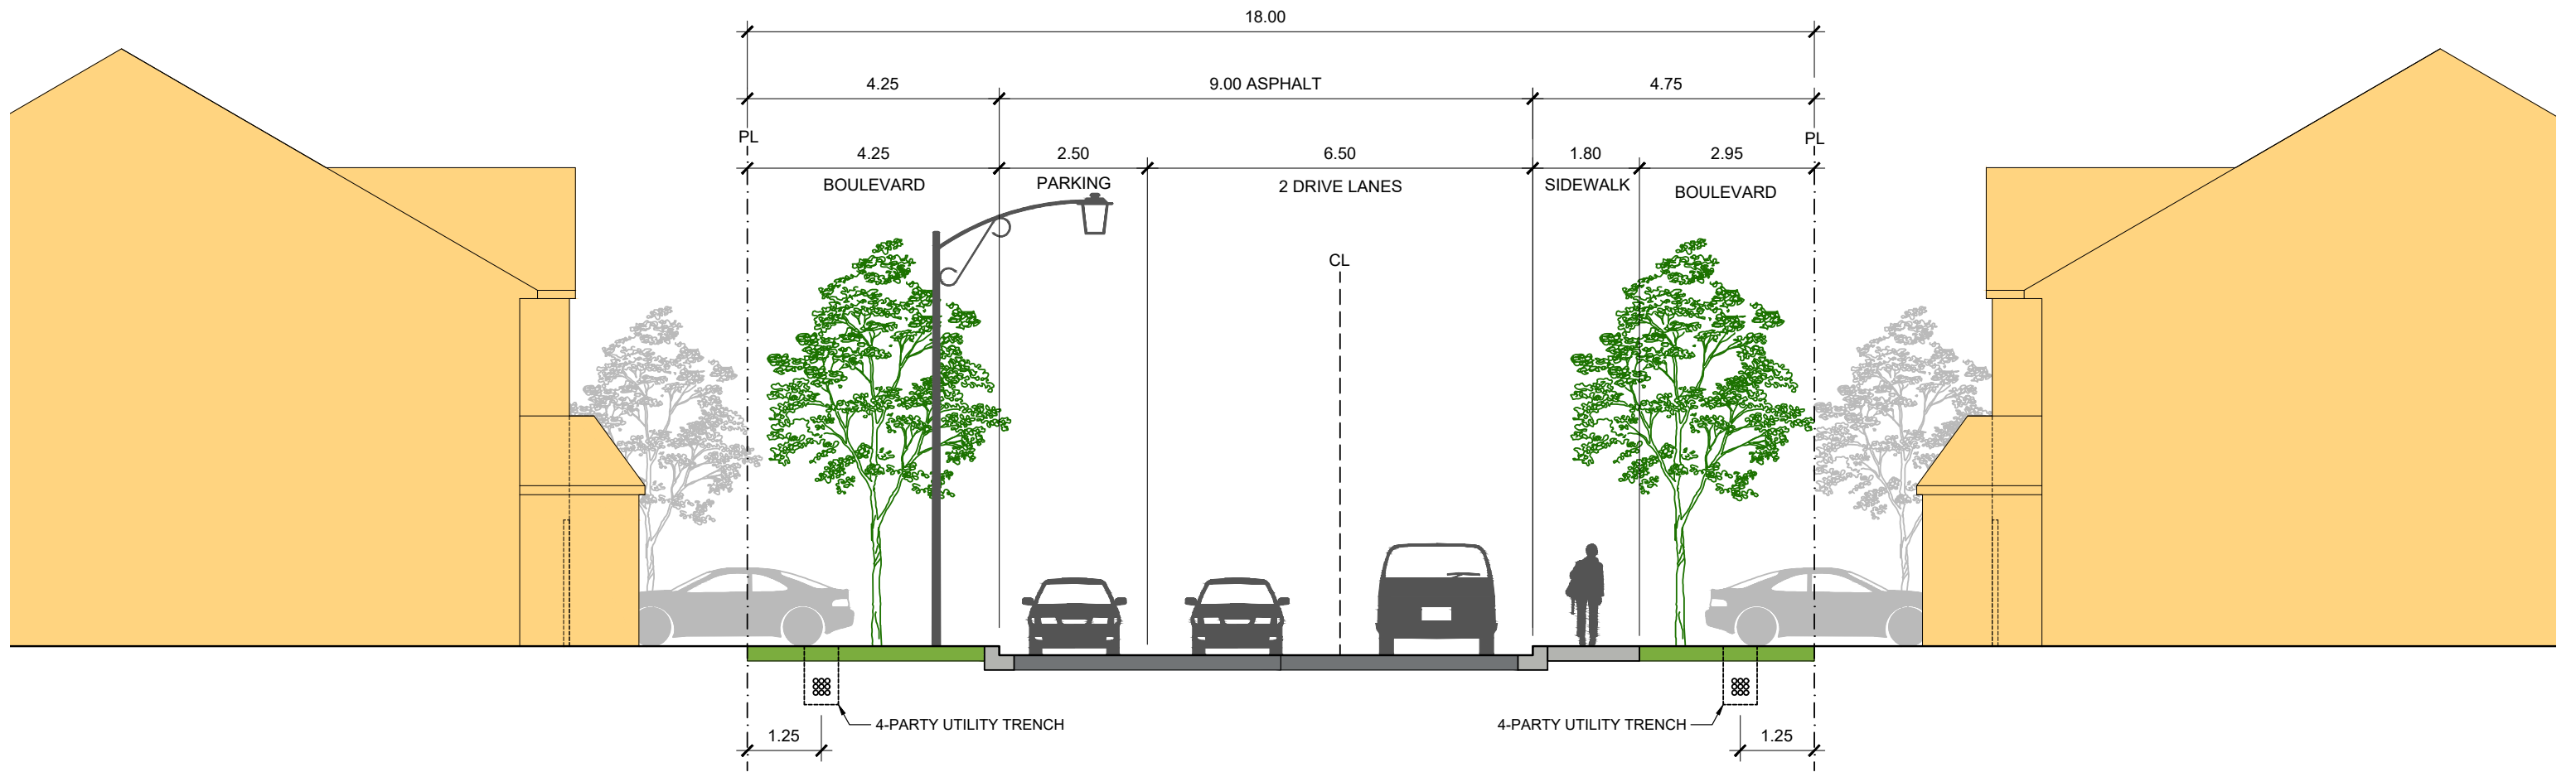 18.00
4.25 9.00 ASPHALT 4.75
PL PL
4.25 2.50 6.50 1.80 2.95
BOULEVARD PARKING 2 DRIVE LANES SIDEWALK BOULEVARD
CL
4-PARTY UTILITY TRENCH 4-PARTY UTILITY TRENCH
1.25 1.25